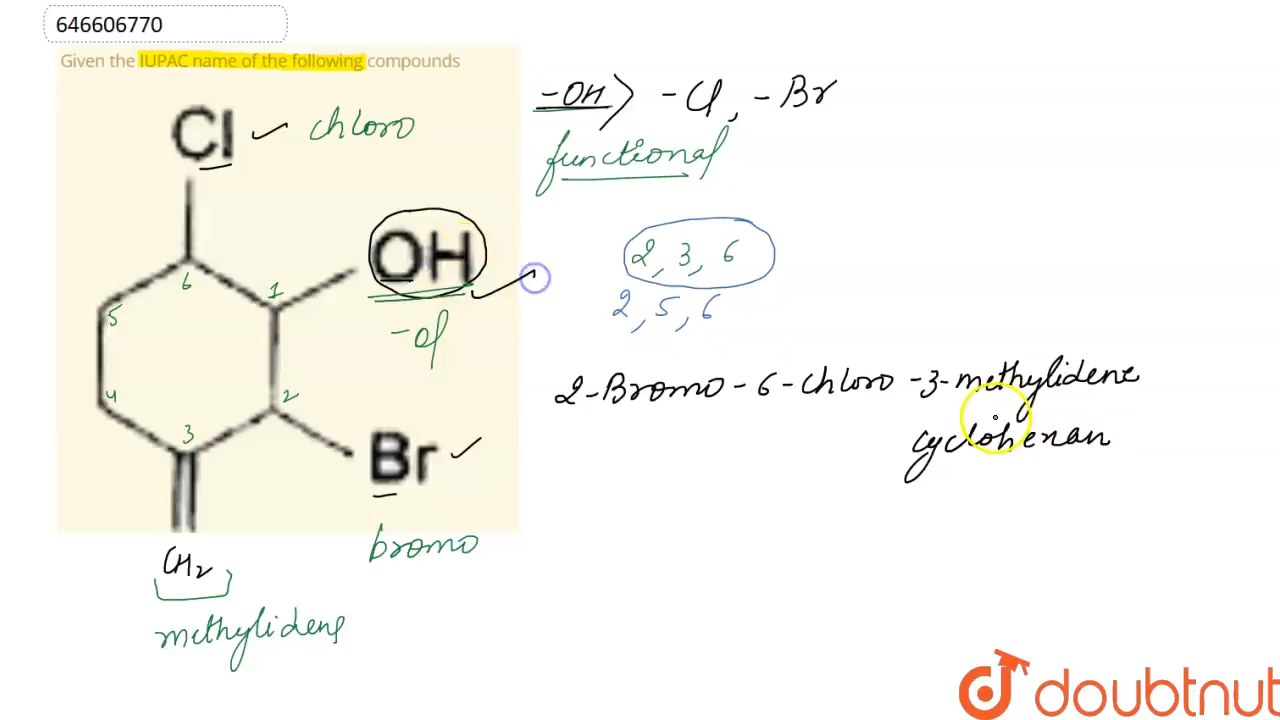 646606770
Given the IUPAC name of the following compounds
Cl
chloro
-OH > -Cl, -Br
functional
OH
-ol
2, 3, 6
2, 5, 6
6
1
5
4
2
3
Br
bromo
CH2
methylidene
2-Bromo-6-chloro-3-methylidene
cyclohexan
doubtnut